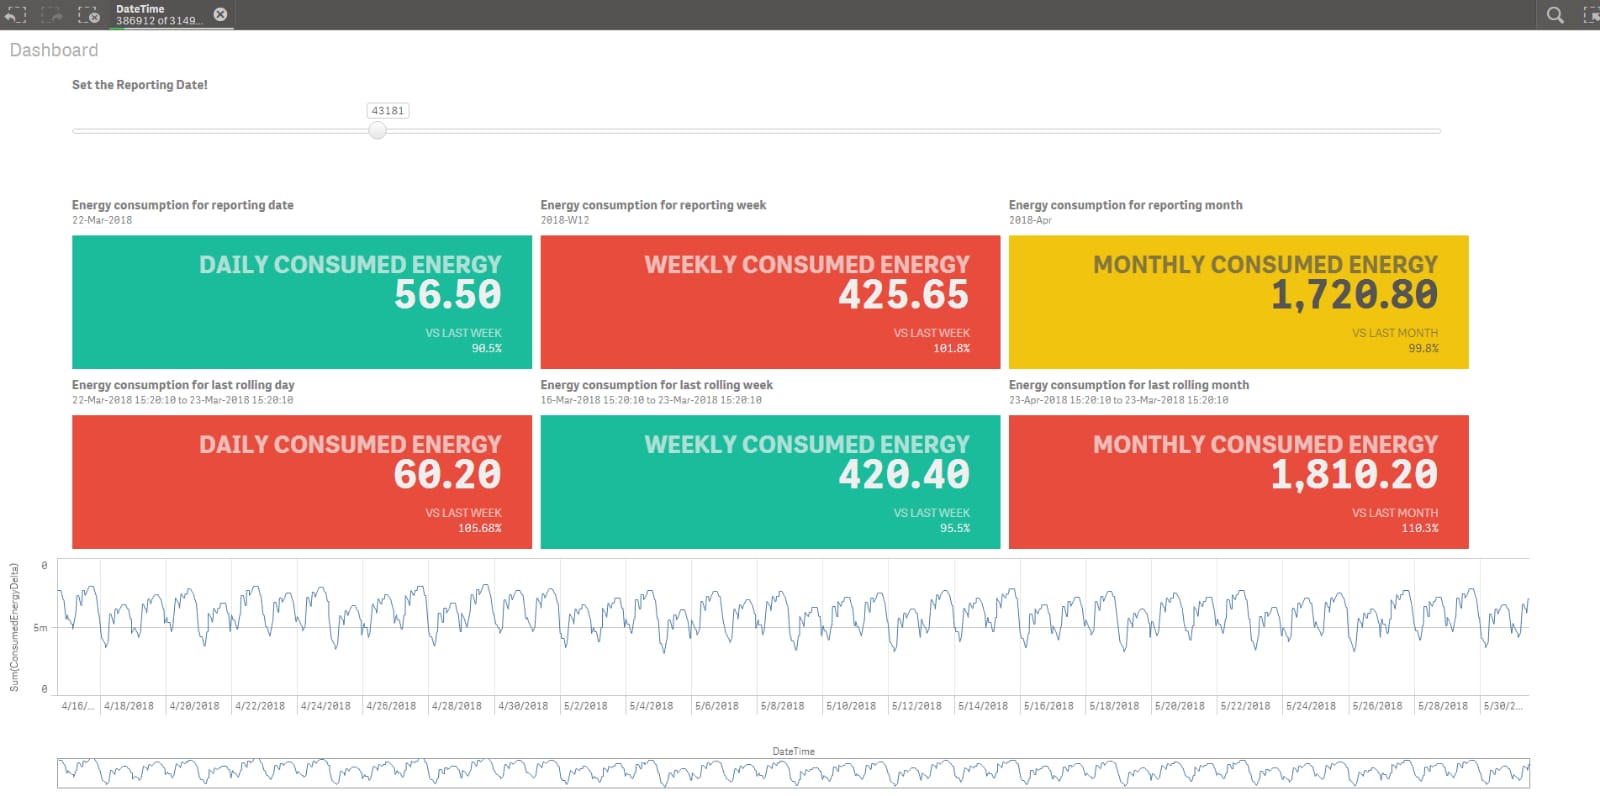 DateTime
386912 of 3149...
Dashboard
Set the Reporting Date!
43181
Energy consumption for reporting date
22-Mar-2018
DAILY CONSUMED ENERGY
56.50
VS LAST WEEK
90.5%
Energy consumption for reporting week
2018-W12
WEEKLY CONSUMED ENERGY
425.65
VS LAST WEEK
101.8%
Energy consumption for reporting month
2018-Apr
MONTHLY CONSUMED ENERGY
1,720.80
VS LAST MONTH
99.8%
Energy consumption for last rolling day
22-Mar-2018 15:20:10 to 23-Mar-2018 15:20:10
DAILY CONSUMED ENERGY
60.20
VS LAST WEEK
105.68%
Energy consumption for last rolling week
16-Mar-2018 15:20:10 to 23-Mar-2018 15:20:10
WEEKLY CONSUMED ENERGY
420.40
VS LAST WEEK
95.5%
Energy consumption for last rolling month
23-Apr-2018 15:20:10 to 23-Mar-2018 15:20:10
MONTHLY CONSUMED ENERGY
1,810.20
VS LAST MONTH
110.3%
Sum(ConsumedEnergyDelta)
0
5m
0
4/16/... 4/18/2018 4/20/2018 4/22/2018 4/24/2018 4/26/2018 4/28/2018 4/30/2018 5/2/2018 5/4/2018 5/6/2018 5/8/2018 5/10/2018 5/12/2018 5/14/2018 5/16/2018 5/18/2018 5/20/2018 5/22/2018 5/24/2018 5/26/2018 5/28/2018 5/30/2...
DateTime